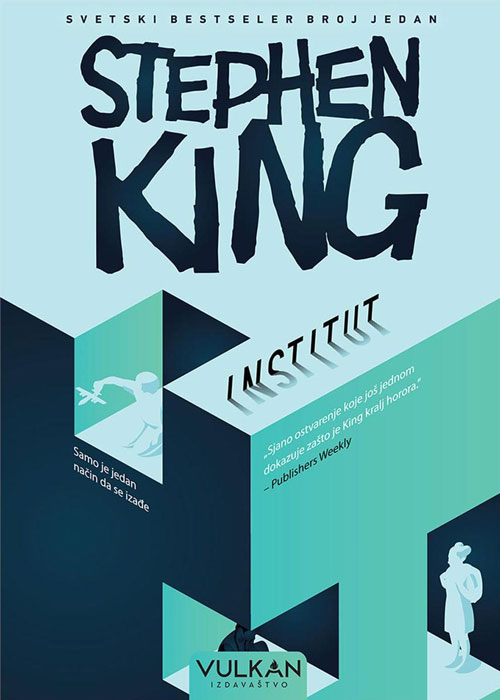 SVETSKI BESTSELER BROJ JEDAN
STEPHEN
KING
INSTITUT
„Sjano ostvarenje koje još jednom
dokazuje zašto je King kralj horora.“
– Publishers Weekly
Samo je jedan
način da se izađe
VULKAN
IZDAVAŠTVO